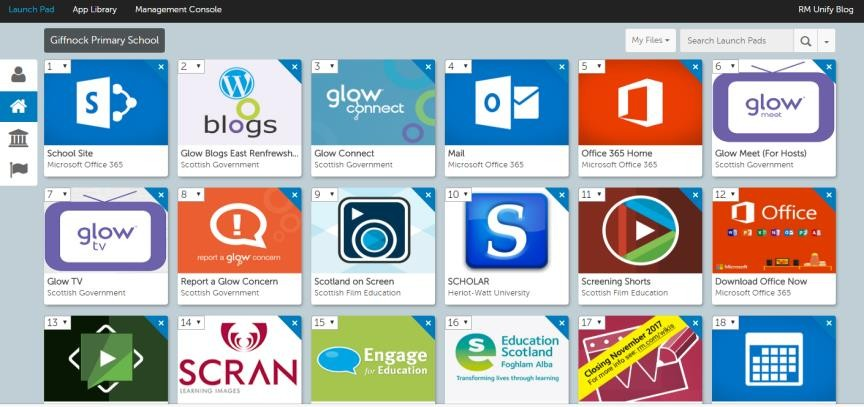 Launch Pad App Library Management Console RM Unify Blog
Giffnock Primary School My Files Search Launch Pads
1
S
School Site
Microsoft Office 365
2
blogs
Glow Blogs East Renfrewsh...
Scottish Government
3
glow
connect
Glow Connect
Scottish Government
4
O
Mail
Microsoft Office 365
5
Office 365 Home
Microsoft Office 365
6
glow
meet
Glow Meet (For Hosts)
Scottish Government
7
glow
tv
Glow TV
Scottish Government
8
report a glow concern
Report a Glow Concern
Scottish Government
9
Scotland on Screen
Scottish Film Education
10
S
SCHOLAR
Heriot-Watt University
11
Screening Shorts
Scottish Film Education
12
Office
Microsoft
Download Office Now
Microsoft Office 365
13
14
SCRAN
LEARNING IMAGES
15
Engage
for Education
16
Education
Scotland
Foghlam Alba
Transforming lives through learning
17
Closing November 2017
For more info see: rm.com/wikis
18